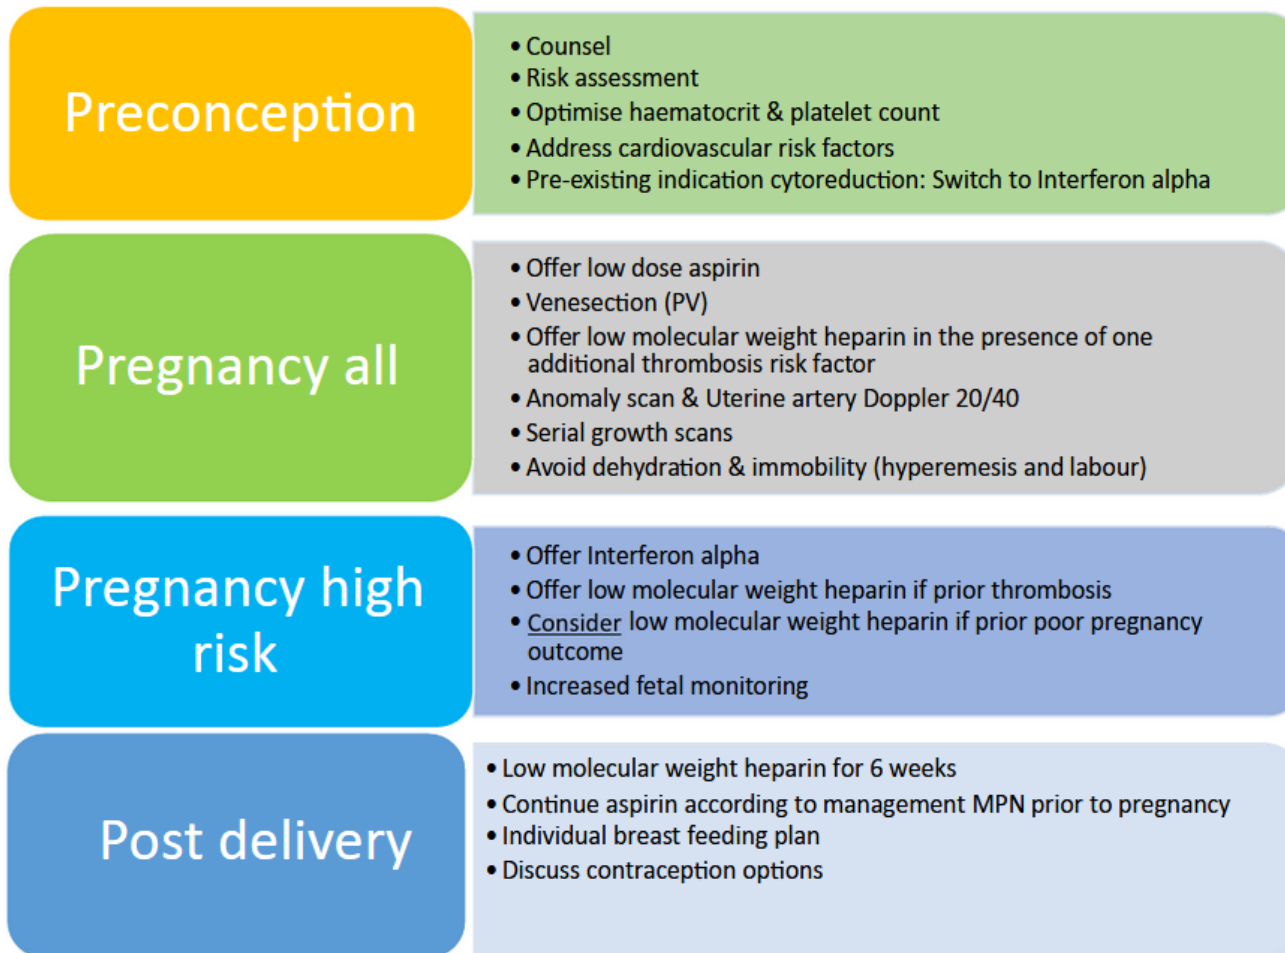 Preconception
• Counsel
• Risk assessment
• Optimise haematocrit & platelet count
• Address cardiovascular risk factors
• Pre-existing indication cytoreduction: Switch to Interferon alpha
Pregnancy all
• Offer low dose aspirin
• Venesection (PV)
• Offer low molecular weight heparin in the presence of one
additional thrombosis risk factor
• Anomaly scan & Uterine artery Doppler 20/40
• Serial growth scans
• Avoid dehydration & immobility (hyperemesis and labour)
Pregnancy high
risk
• Offer Interferon alpha
• Offer low molecular weight heparin if prior thrombosis
• Consider low molecular weight heparin if prior poor pregnancy
outcome
• Increased fetal monitoring
Post delivery
• Low molecular weight heparin for 6 weeks
• Continue aspirin according to management MPN prior to pregnancy
• Individual breast feeding plan
• Discuss contraception options